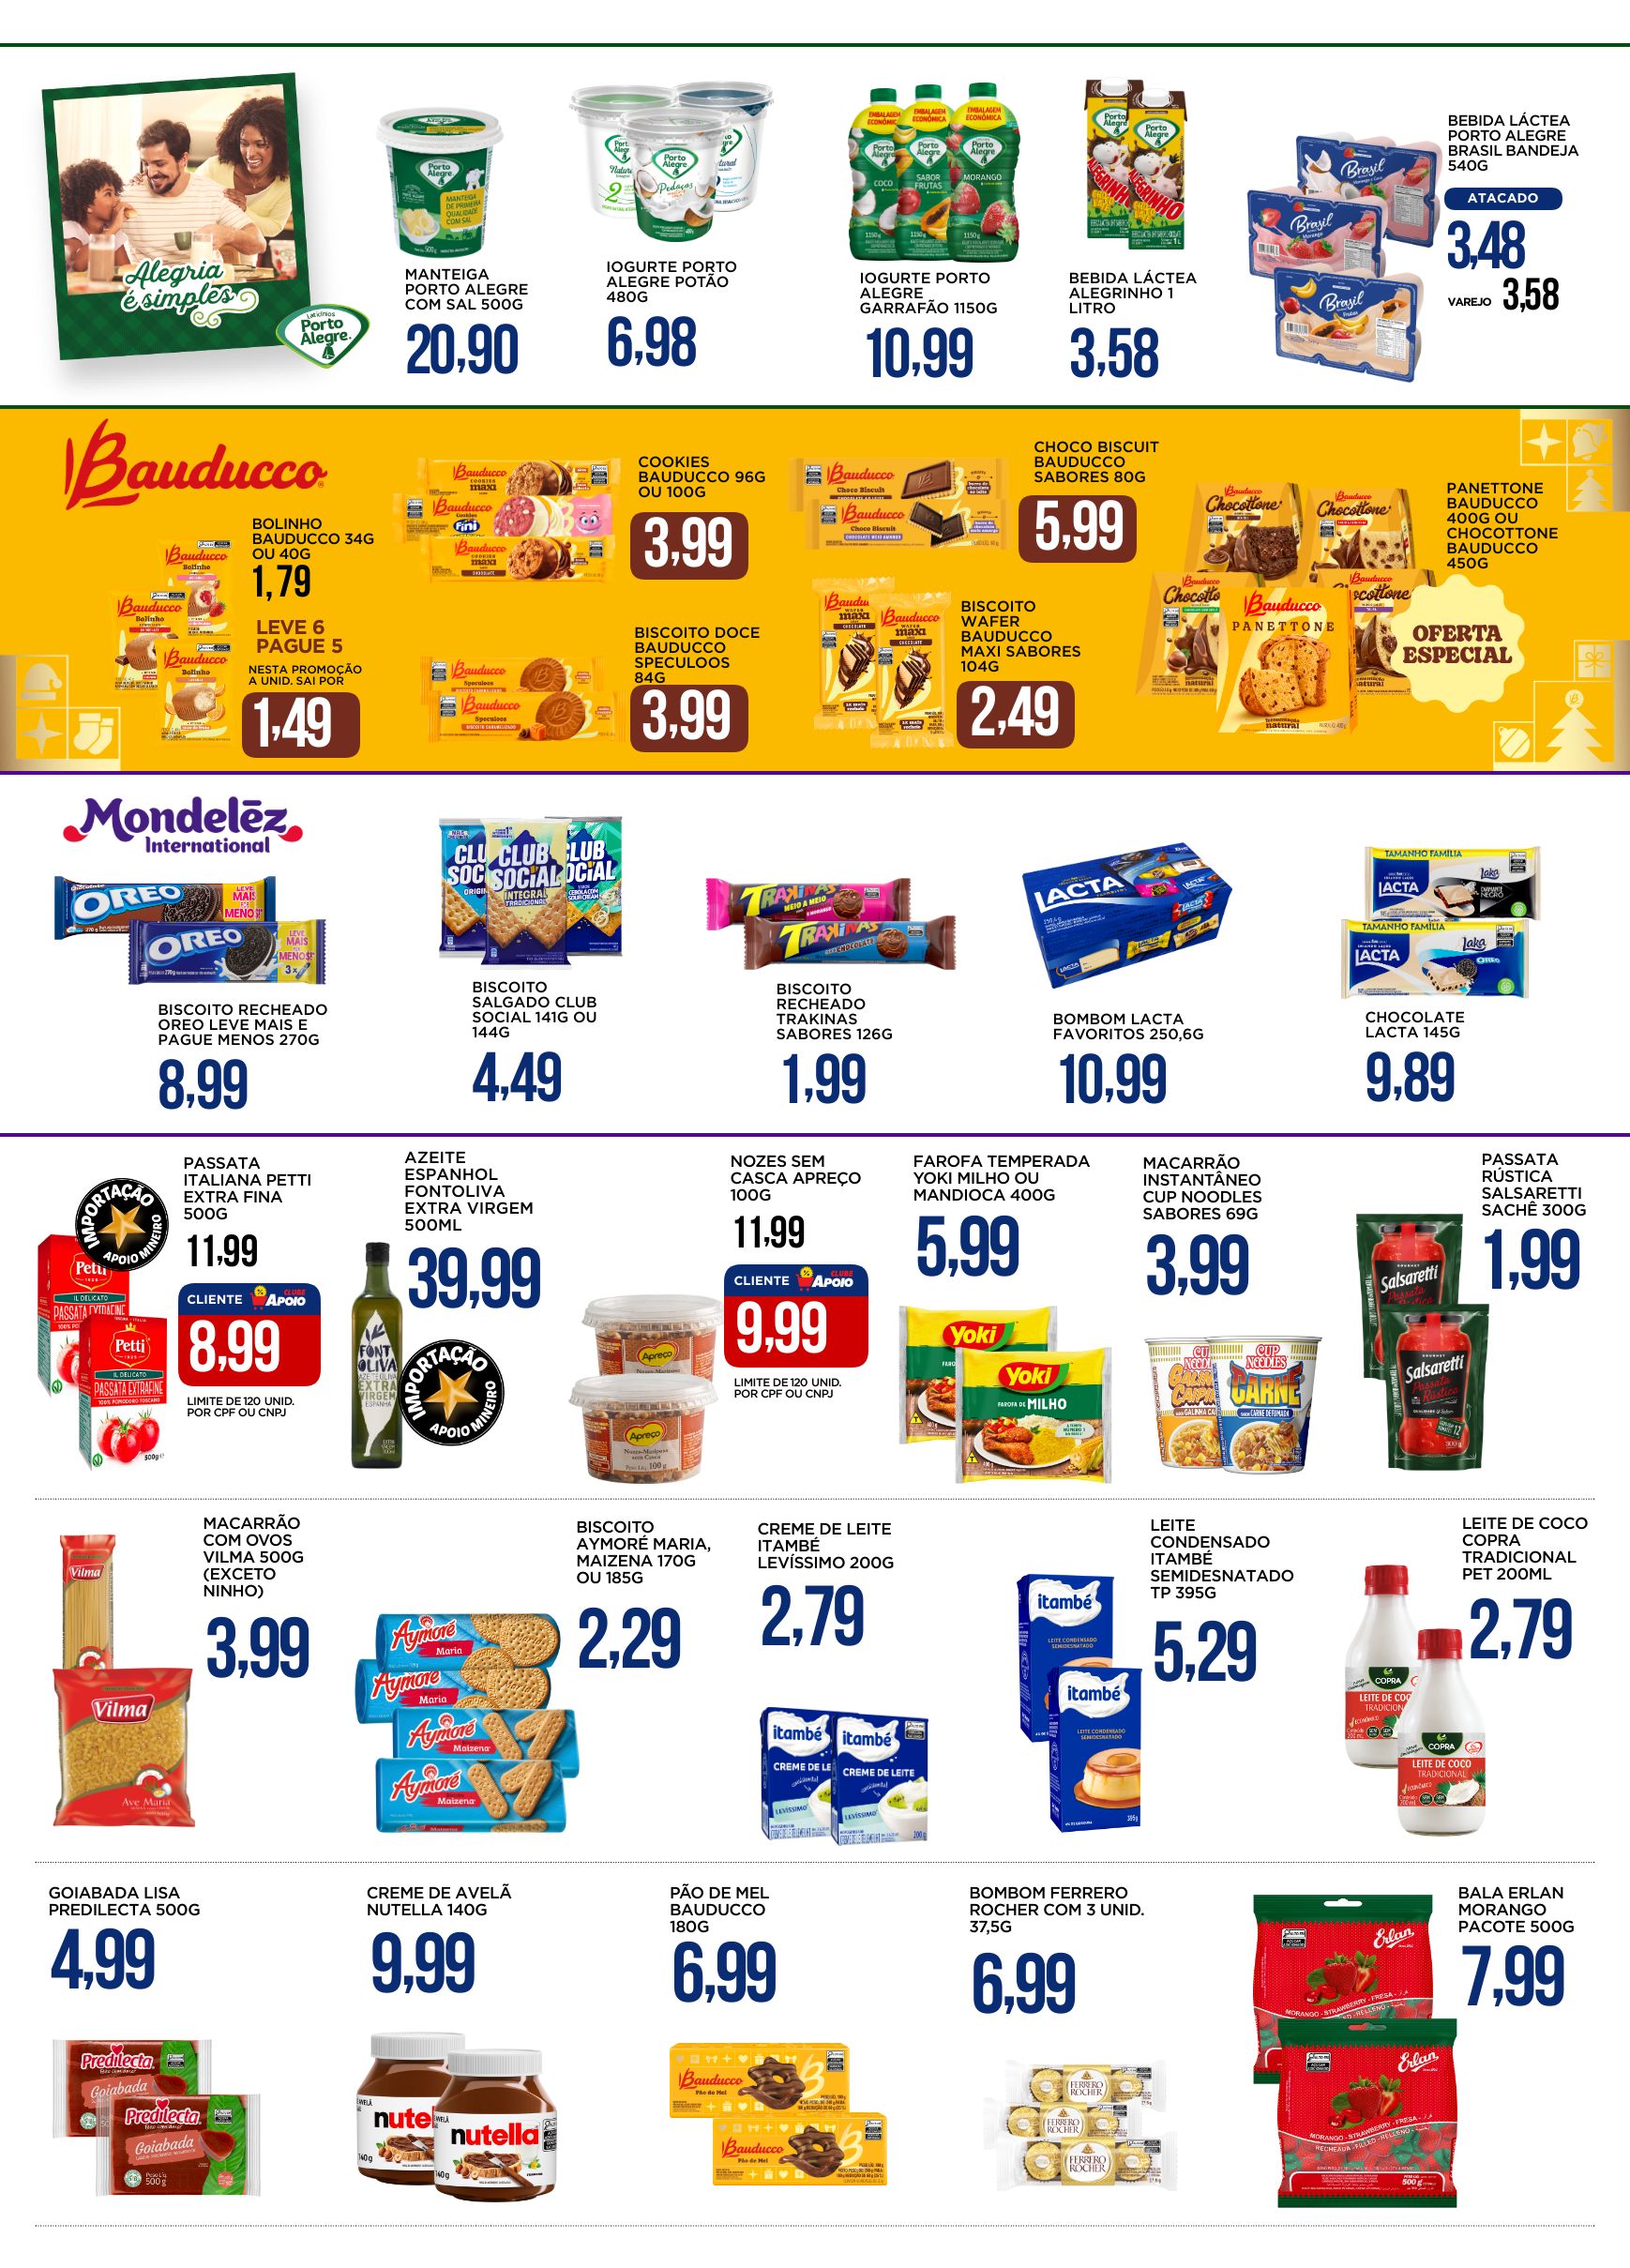 Alegria
é simples
Laticínios
Porto
Alegre.
MANTEIGA
PORTO ALEGRE
COM SAL 500G
20,90
IOGURTE PORTO
ALEGRE POTÃO
480G
6,98
IOGURTE PORTO
ALEGRE
GARRAFÃO 1150G
10,99
BEBIDA LÁCTEA
ALEGRINHO 1
LITRO
3,58
BEBIDA LÁCTEA
PORTO ALEGRE
BRASIL BANDEJA
540G
ATACADO
3,48
VAREJO 3,58
Bauducco
BOLINHO
BAUDUCCO 34G
OU 40G
1,79
LEVE 6
PAGUE 5
NESTA PROMOÇÃO
A UNID. SAI POR
1,49
COOKIES
BAUDUCCO 96G
OU 100G
3,99
BISCOITO DOCE
BAUDUCCO
SPECULOOS
84G
3,99
CHOCO BISCUIT
BAUDUCCO
SABORES 80G
5,99
BISCOITO
WAFER
BAUDUCCO
MAXI SABORES
104G
2,49
PANETTONE
BAUDUCCO
400G OU
CHOCOTTONE
BAUDUCCO
450G
OFERTA
ESPECIAL
Mondelēz
International
BISCOITO RECHEADO
OREO LEVE MAIS E
PAGUE MENOS 270G
8,99
BISCOITO
SALGADO CLUB
SOCIAL 141G OU
144G
4,49
BISCOITO
RECHEADO
TRAKINAS
SABORES 126G
1,99
BOMBOM LACTA
FAVORITOS 250,6G
10,99
CHOCOLATE
LACTA 145G
9,89
IMPORTAÇÃO
APOIO MINEIRO
PASSATA
ITALIANA PETTI
EXTRA FINA
500G
11,99
CLIENTE CLUBE APOIO
8,99
LIMITE DE 120 UNID.
POR CPF OU CNPJ
AZEITE
ESPANHOL
FONTOLIVA
EXTRA VIRGEM
500ML
39,99
IMPORTAÇÃO
APOIO MINEIRO
NOZES SEM
CASCA APREÇO
100G
11,99
CLIENTE CLUBE APOIO
9,99
LIMITE DE 120 UNID.
POR CPF OU CNPJ
FAROFA TEMPERADA
YOKI MILHO OU
MANDIOCA 400G
5,99
MACARRÃO
INSTANTÂNEO
CUP NOODLES
SABORES 69G
3,99
PASSATA
RÚSTICA
SALSARETTI
SACHÊ 300G
1,99
MACARRÃO
COM OVOS
VILMA 500G
(EXCETO
NINHO)
3,99
BISCOITO
AYMORÉ MARIA,
MAIZENA 170G
OU 185G
2,29
CREME DE LEITE
ITAMBÉ
LEVÍSSIMO 200G
2,79
LEITE
CONDENSADO
ITAMBÉ
SEMIDESNATADO
TP 395G
5,29
LEITE DE COCO
COPRA
TRADICIONAL
PET 200ML
2,79
GOIABADA LISA
PREDILECTA 500G
4,99
CREME DE AVELÃ
NUTELLA 140G
9,99
PÃO DE MEL
BAUDUCCO
180G
6,99
BOMBOM FERRERO
ROCHER COM 3 UNID.
37,5G
6,99
BALA ERLAN
MORANGO
PACOTE 500G
7,99